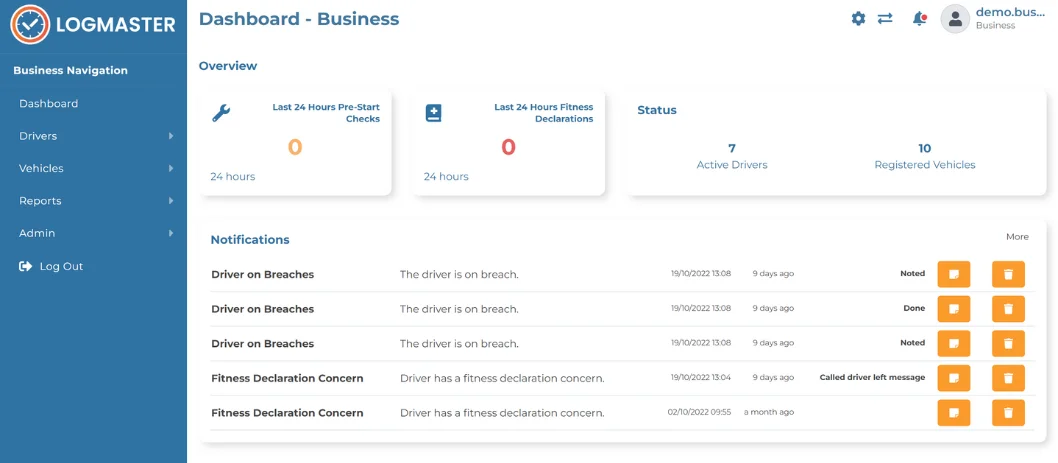 LOGMASTER
Dashboard - Business
demo.bus...
Business
Business Navigation
Dashboard
Drivers
Vehicles
Reports
Admin
Log Out
Overview
Last 24 Hours Pre-Start
Checks
0
24 hours
Last 24 Hours Fitness
Declarations
0
24 hours
Status
7
Active Drivers
10
Registered Vehicles
Notifications
More
Driver on Breaches The driver is on breach. 19/10/2022 13:08 9 days ago Noted
Driver on Breaches The driver is on breach. 19/10/2022 13:08 9 days ago Done
Driver on Breaches The driver is on breach. 19/10/2022 13:08 9 days ago Noted
Fitness Declaration Concern Driver has a fitness declaration concern. 19/10/2022 13:04 9 days ago Called driver left message
Fitness Declaration Concern Driver has a fitness declaration concern. 02/10/2022 09:55 a month ago